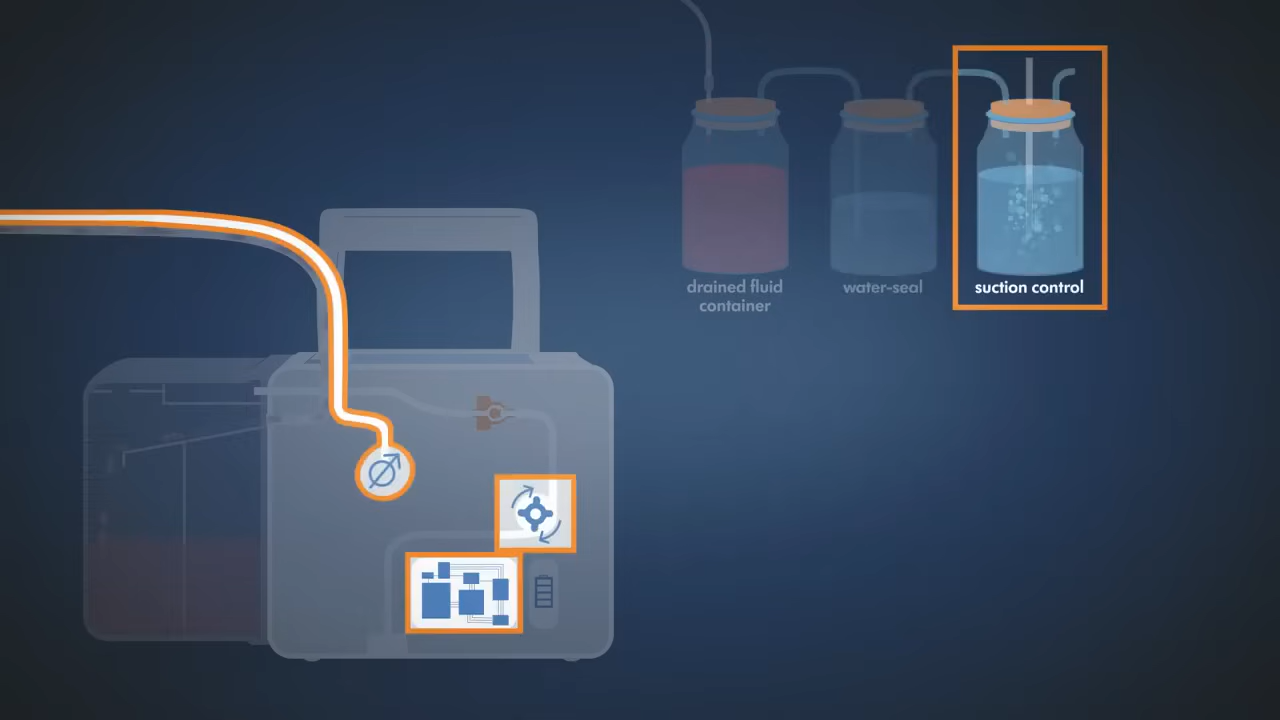 drained fluid
container
water-seal
suction control